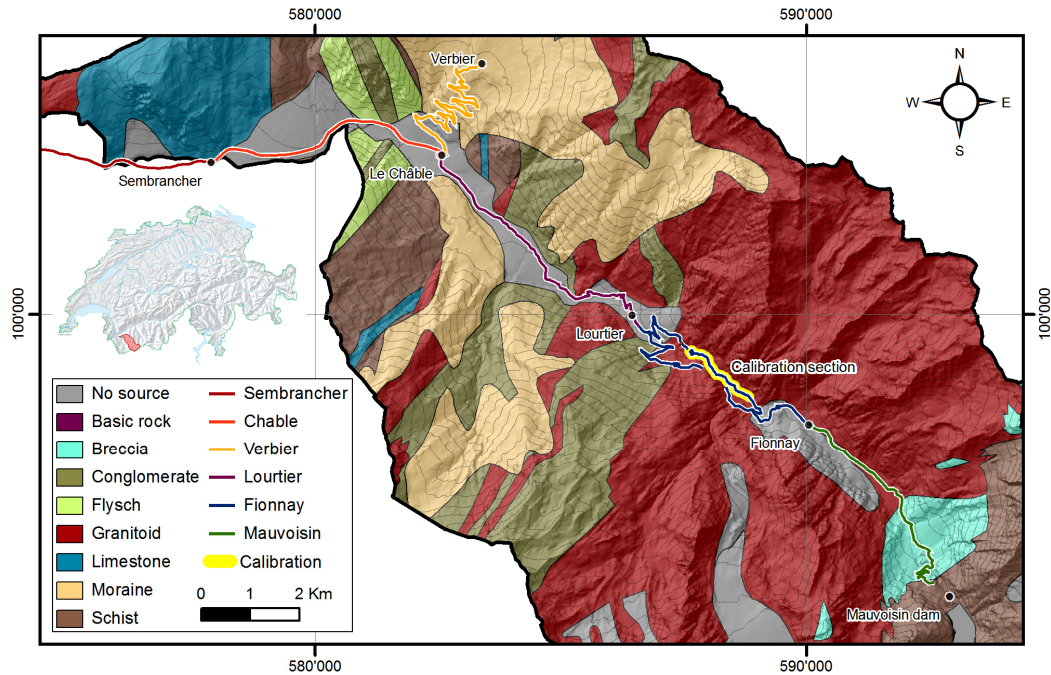 580'000 590'000
Verbier
N
W E
S
Sembrancher
Le Châble
100'000 100'000
Lourtier
Calibration section
Fionnay
Mauvoisin dam
No source Sembrancher
Basic rock Chable
Breccia Verbier
Conglomerate Lourtier
Flysch Fionnay
Granitoid Mauvoisin
Limestone Calibration
Moraine 0 1 2 Km
Schist
580'000 590'000